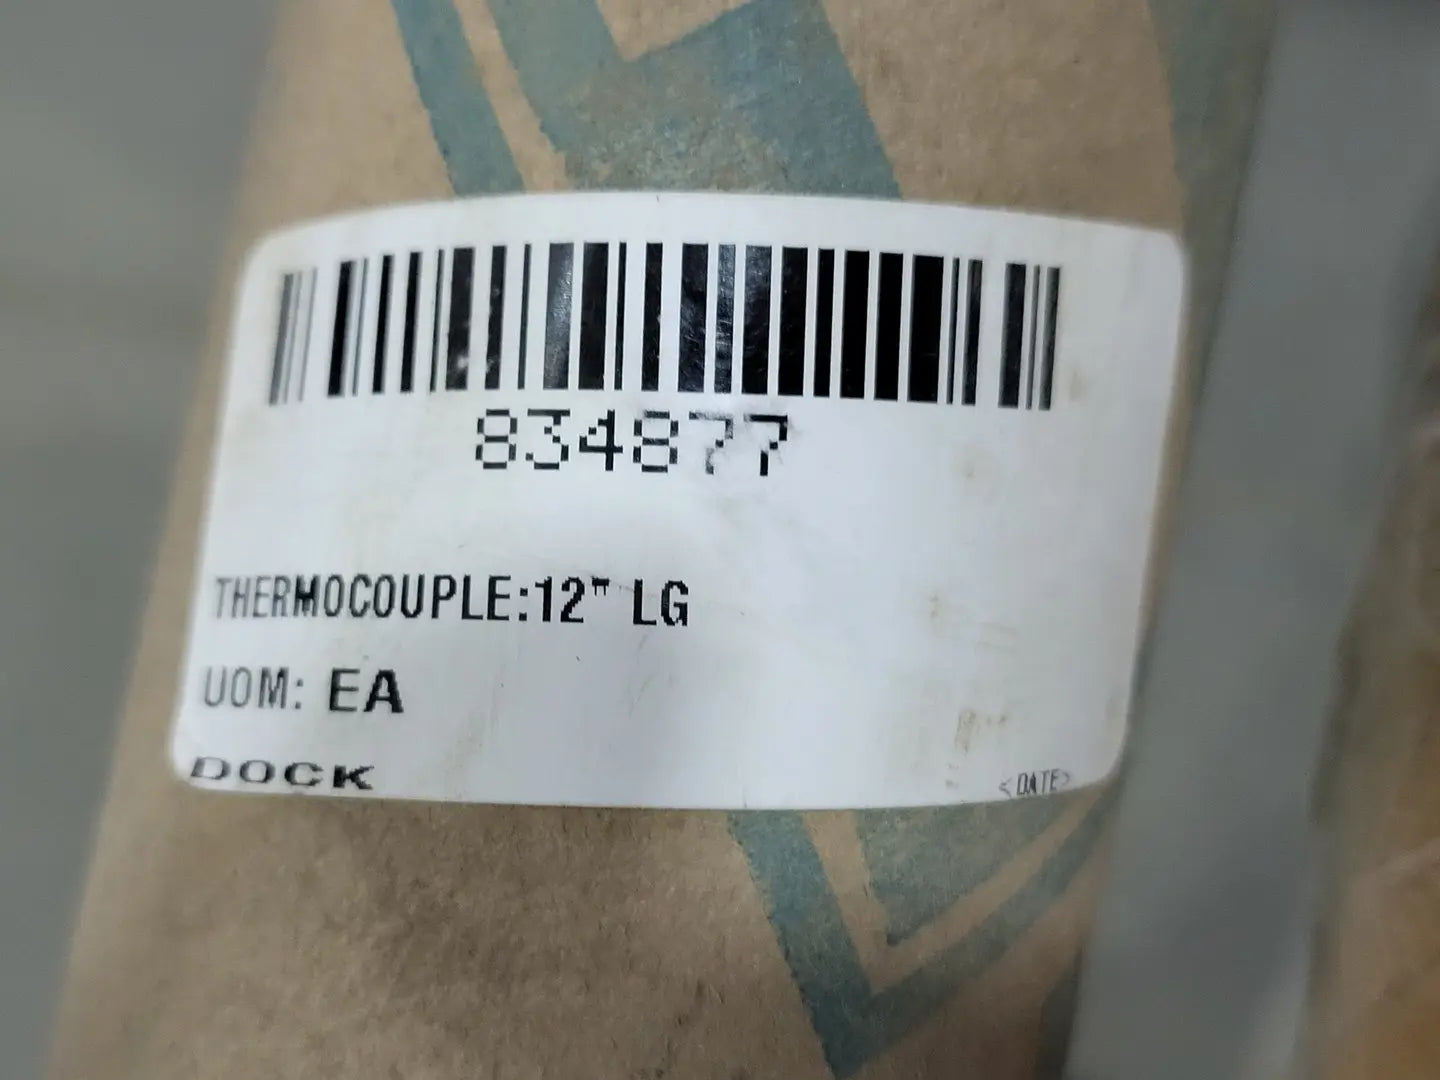 834877
THERMOCOUPLE:12" LG
UOM: EA
DOCK
<DATE>